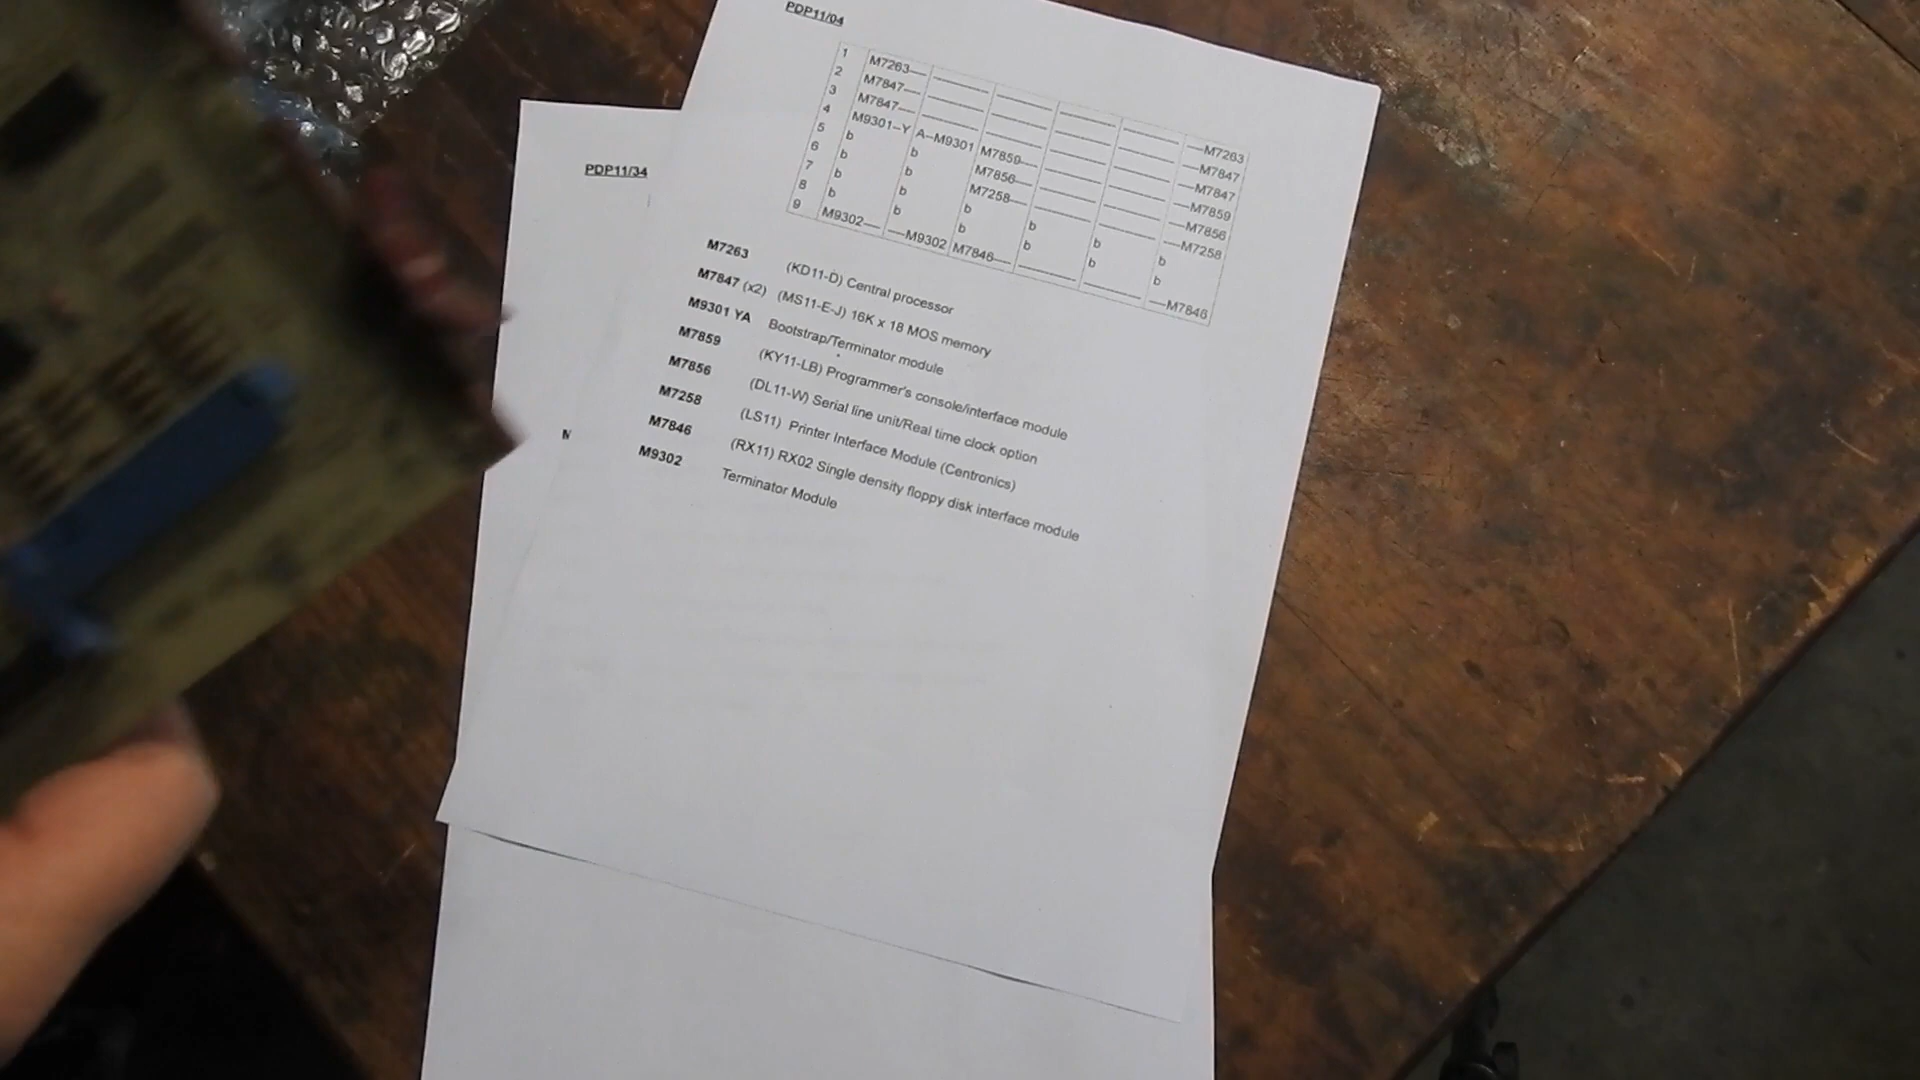 PDP11/04
1 M7263— —M7263
2 M7847— —M7847
3 M7847— —M7847
4 M9301–Y A–M9301 M7859— —M7859
5 b b M7856— —M7856
6 b b M7258— —M7258
7 b b b b b b
8 b b b b b b
9 M9302— —M9302 M7846— —M7846
M7263 (KD11-D) Central processor
M7847 (x2) (MS11-E-J) 16K x 18 MOS memory
M9301 YA Bootstrap/Terminator module
M7859 (KY11-LB) Programmer's console/interface module
M7856 (DL11-W) Serial line unit/Real time clock option
M7258 (LS11) Printer Interface Module (Centronics)
M7846 (RX11) RX02 Single density floppy disk interface module
M9302 Terminator Module
PDP11/34